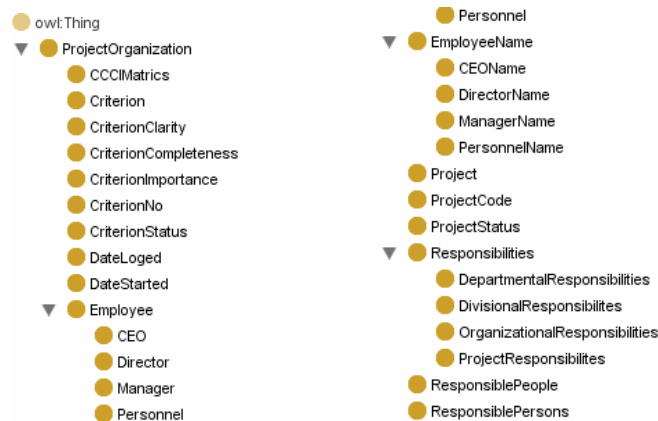 owl:Thing
ProjectOrganization
CCCIMatrics
Criterion
CriterionClarity
CriterionCompleteness
CriterionImportance
CriterionNo
CriterionStatus
DateLoged
DateStarted
Employee
CEO
Director
Manager
Personnel
Personnel
EmployeeName
CEOName
DirectorName
ManagerName
PersonnelName
Project
ProjectCode
ProjectStatus
Responsibilities
DepartmentalResponsibilities
DivisionalResponsibilites
OrganizationalResponsibilities
ProjectResponsibilites
ResponsiblePeople
ResponsiblePersons